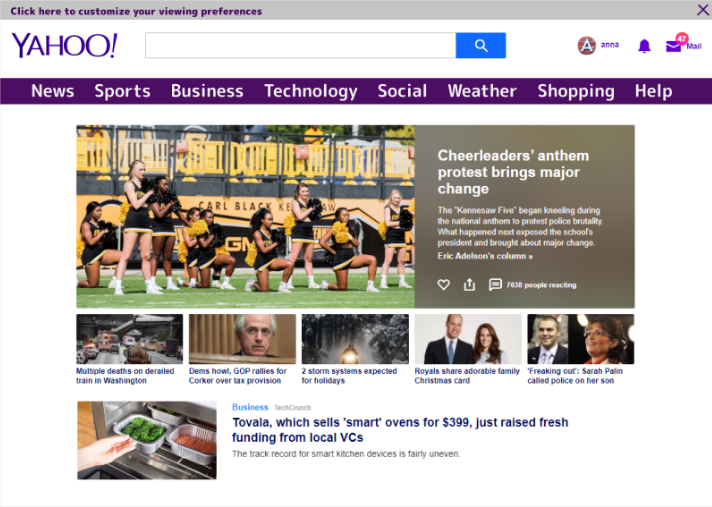 Click here to customize your viewing preferences
YAHOO!
anna
47
Mail
News Sports Business Technology Social Weather Shopping Help
CARL BLACK KENNESAW
GMC
Cheerleaders' anthem
protest brings major
change
The "Kennesaw Five" began kneeling during
the national anthem to protest police brutality.
What happened next exposed the school's
president and brought about major change.
Eric Adelson's column »
7638 people reacting
Multiple deaths on derailed
train in Washington
Dems howl, GOP rallies for
Corker over tax provision
2 storm systems expected
for holidays
Royals share adorable family
Christmas card
'Freaking out': Sarah Palin
called police on her son
Business TechCrunch
Tovala, which sells 'smart' ovens for $399, just raised fresh
funding from local VCs
The track record for smart kitchen devices is fairly uneven.